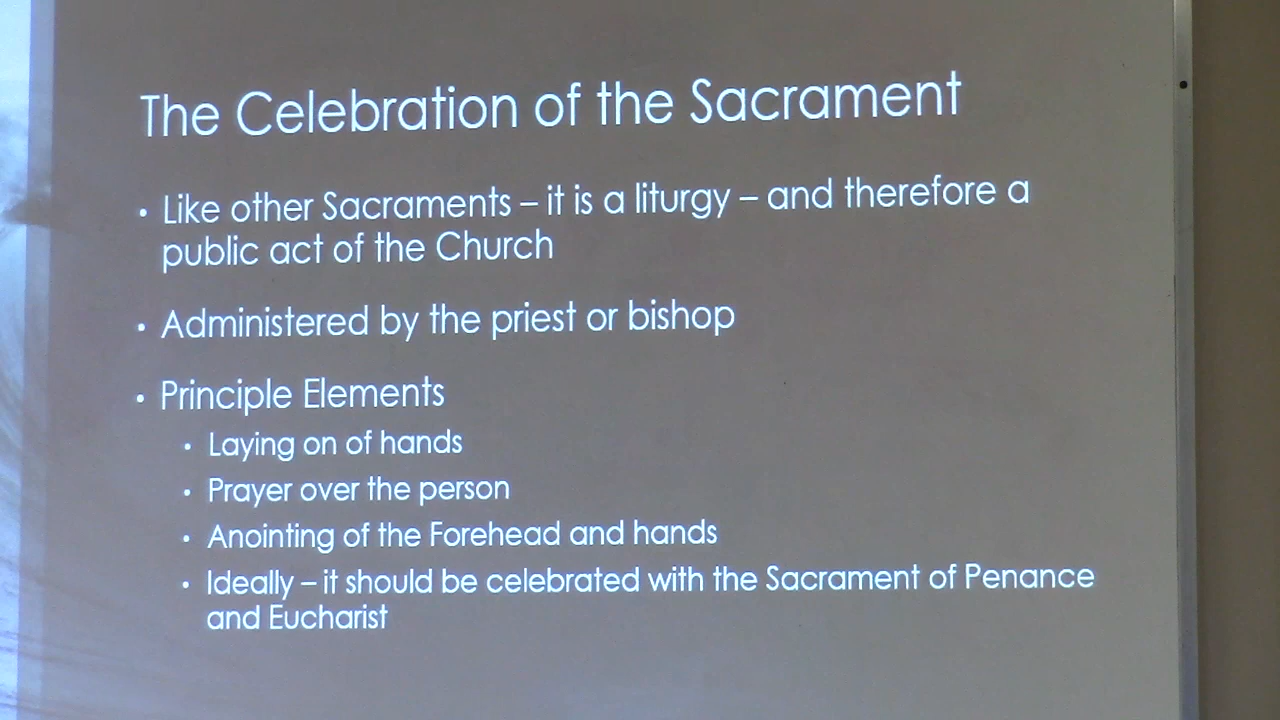 The Celebration of the Sacrament
• Like other Sacraments – it is a liturgy – and therefore a
public act of the Church
• Administered by the priest or bishop
• Principle Elements
• Laying on of hands
• Prayer over the person
• Anointing of the Forehead and hands
• Ideally – it should be celebrated with the Sacrament of Penance
and Eucharist